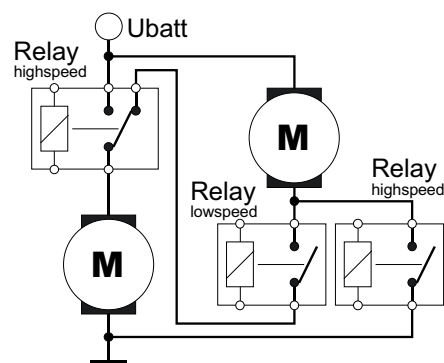 Ubatt
Relay
highspeed
M
Relay
highspeed
Relay
lowspeed
M